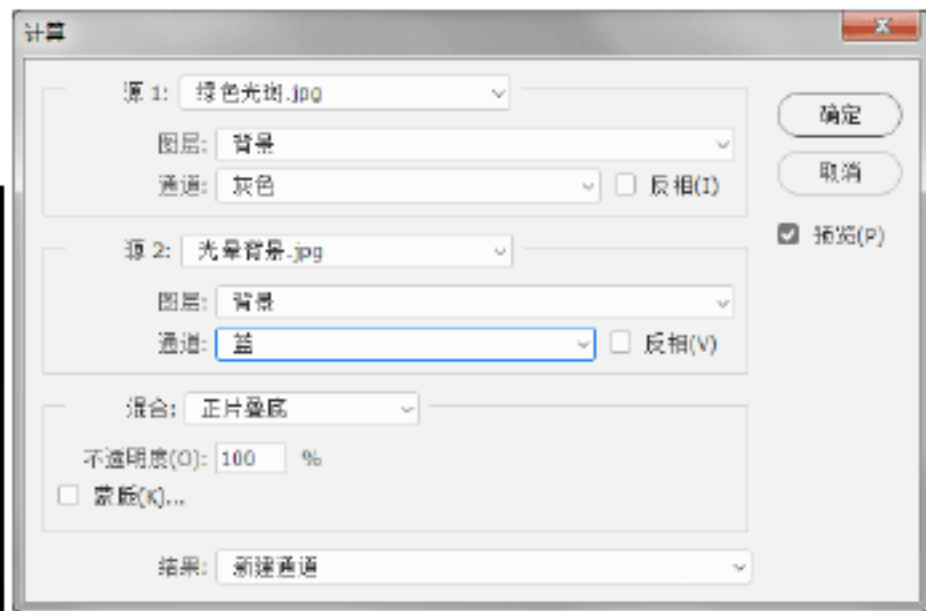 计算
源 1: 绿色光斑.jpg
确定
图层: 背景
通道: 灰色 反相(I)
取消
预览(P)
源 2: 光晕背景.jpg
图层: 背景
通道: 蓝 反相(V)
混合: 正片叠底
不透明度(O): 100 %
蒙版(K)...
结果: 新建通道